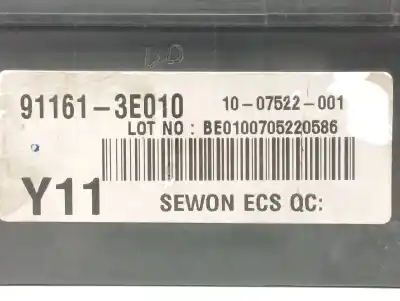 91161-3E010 10-07522-001
LOT NO : BE0100705220586
Y11 SEWON ECS QC: